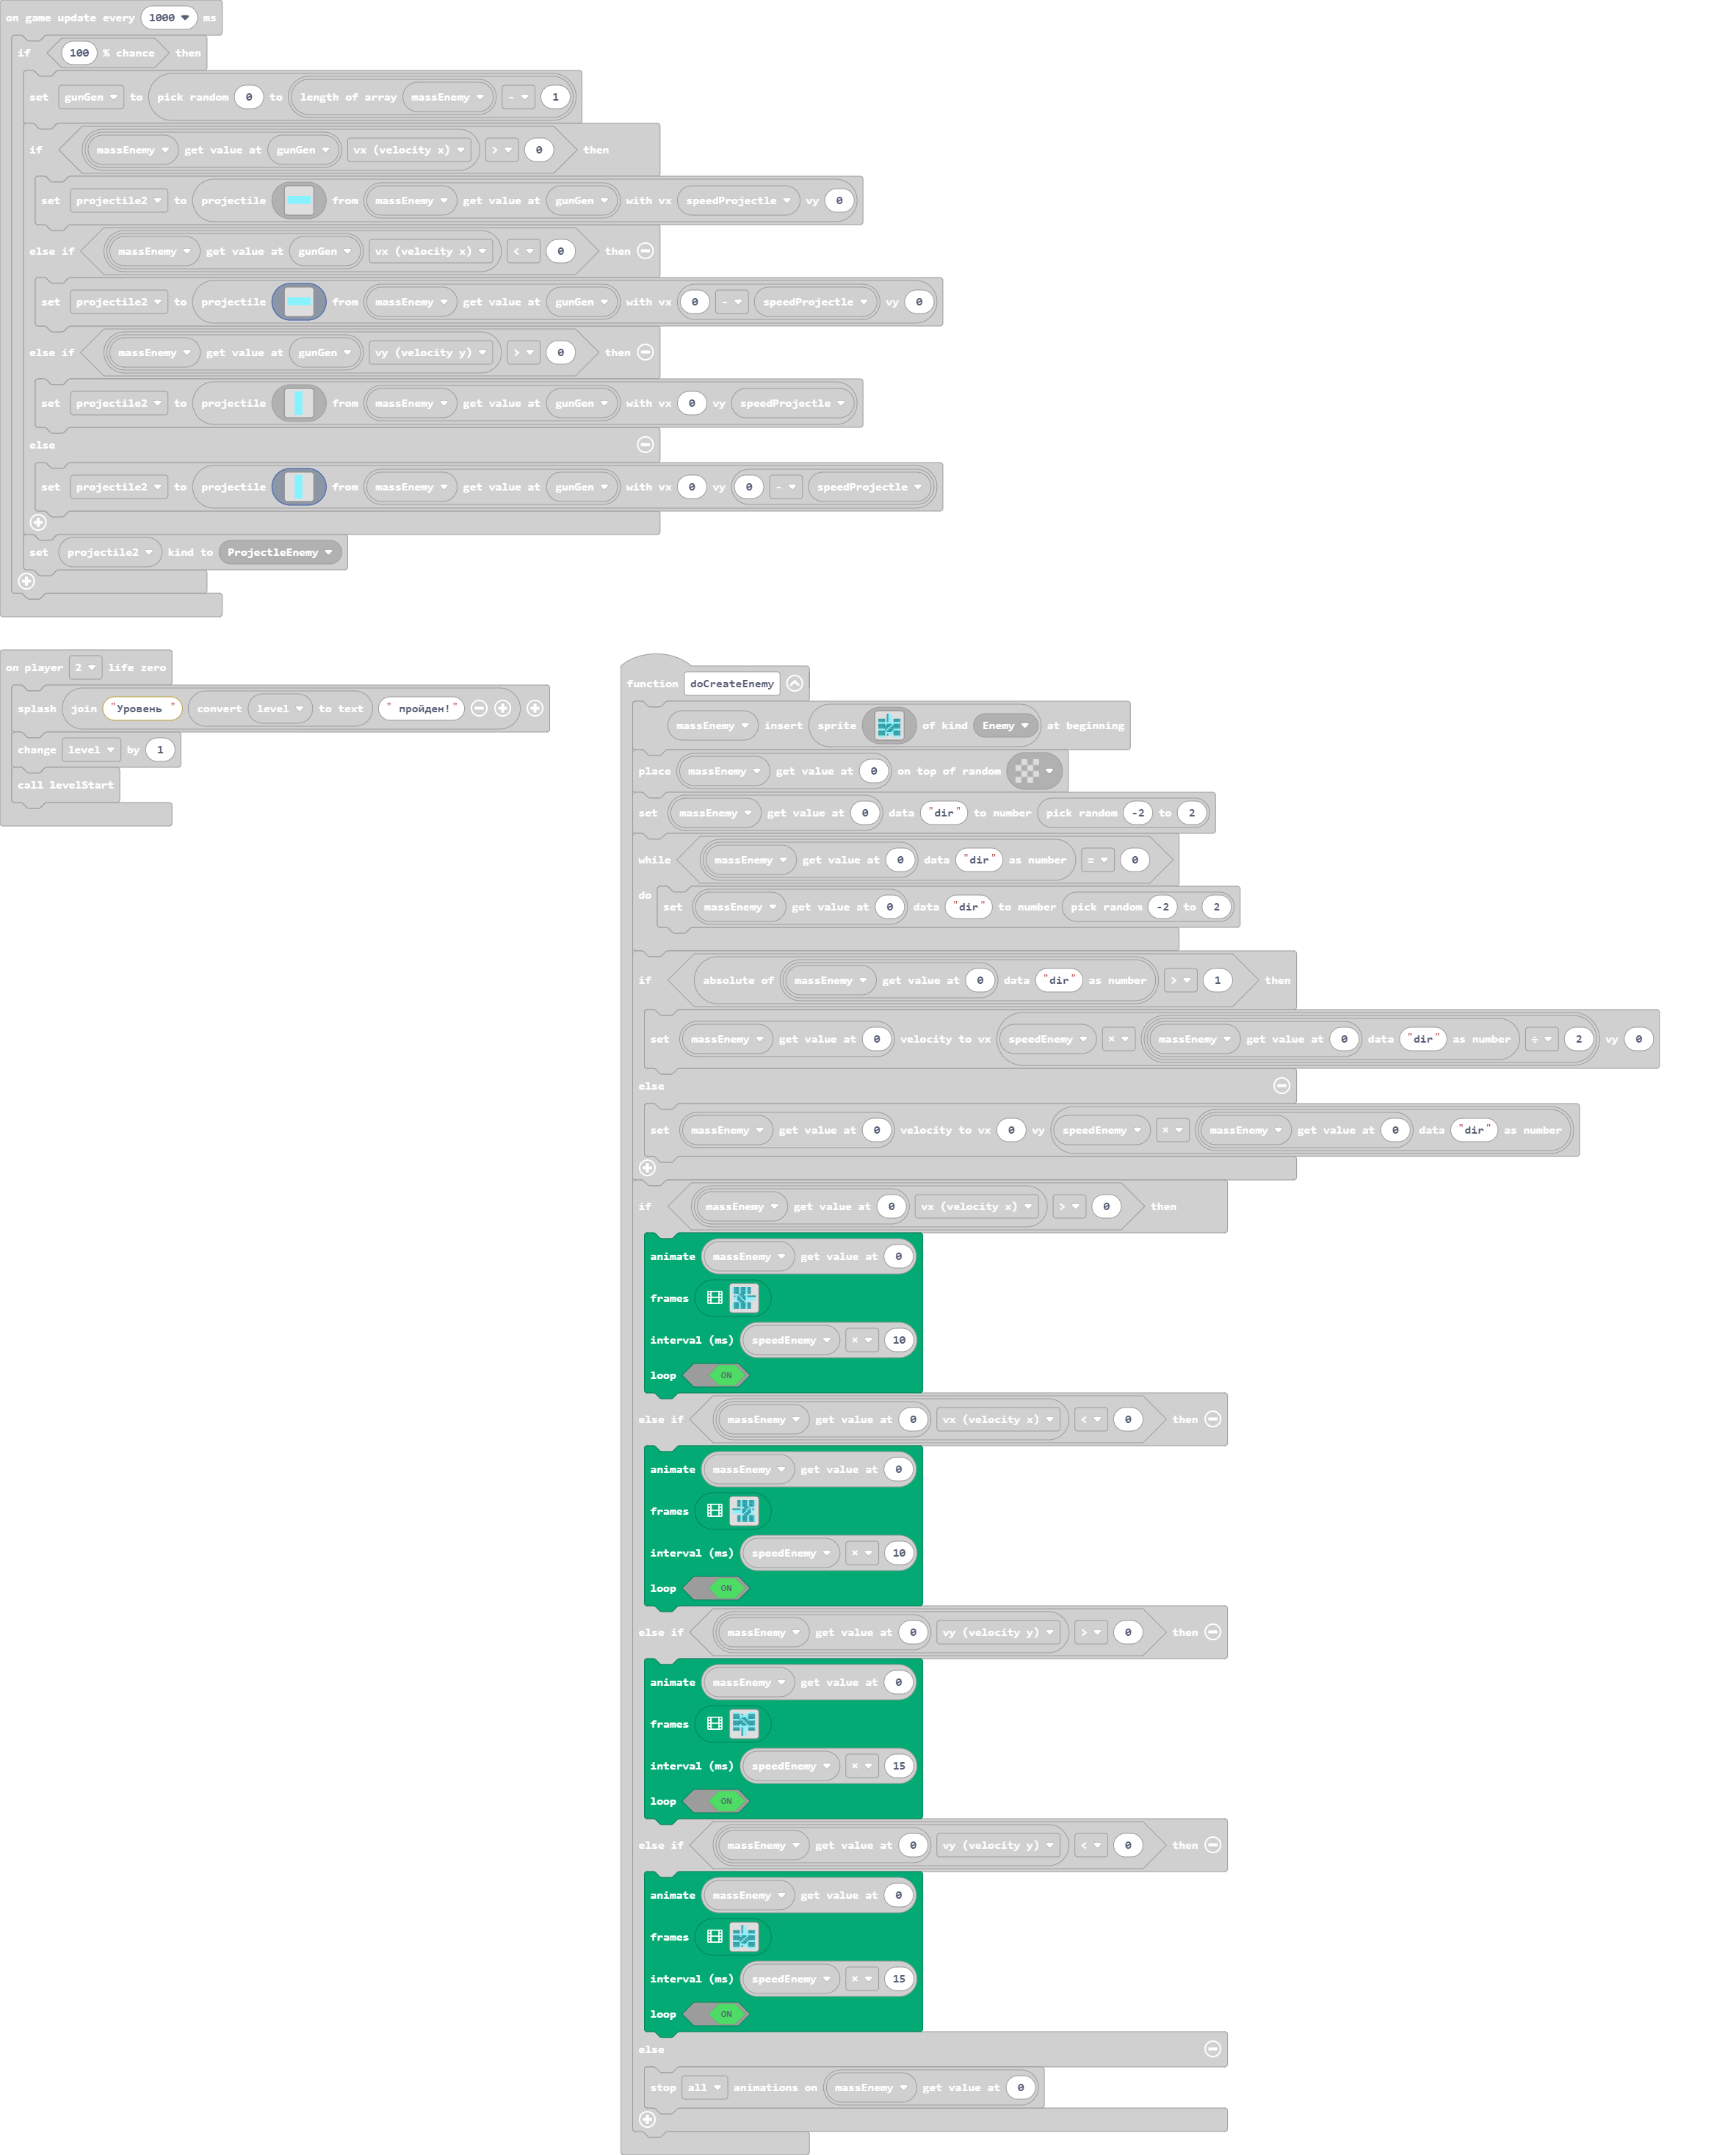 on game update every 1000 ms
if 100 % chance then
set gunGen to pick random 0 to length of array massEnemy - 1
if massEnemy get value at gunGen vx (velocity x) > 0 then
set projectile2 to projectile from massEnemy get value at gunGen with vx speedProjectle vy 0
else if massEnemy get value at gunGen vx (velocity x) < 0 then
set projectile2 to projectile from massEnemy get value at gunGen with vx 0 - speedProjectle vy 0
else if massEnemy get value at gunGen vy (velocity y) > 0 then
set projectile2 to projectile from massEnemy get value at gunGen with vx 0 vy speedProjectle
else
set projectile2 to projectile from massEnemy get value at gunGen with vx 0 vy 0 - speedProjectle
set projectile2 kind to ProjectleEnemy
on player 2 life zero
splash join "Уровень " convert level to text " пройден!"
change level by 1
call levelStart
function doCreateEnemy
massEnemy insert sprite of kind Enemy at beginning
place massEnemy get value at 0 on top of random
set massEnemy get value at 0 data "dir" to number pick random -2 to 2
while massEnemy get value at 0 data "dir" as number = 0
do
set massEnemy get value at 0 data "dir" to number pick random -2 to 2
if absolute of massEnemy get value at 0 data "dir" as number > 1 then
set massEnemy get value at 0 velocity to vx speedEnemy × massEnemy get value at 0 data "dir" as number ÷ 2 vy 0
else
set massEnemy get value at 0 velocity to vx 0 vy speedEnemy × massEnemy get value at 0 data "dir" as number
if massEnemy get value at 0 vx (velocity x) > 0 then
animate massEnemy get value at 0
frames
interval (ms) speedEnemy × 10
loop ON
else if massEnemy get value at 0 vx (velocity x) < 0 then
animate massEnemy get value at 0
frames
interval (ms) speedEnemy × 10
loop ON
else if massEnemy get value at 0 vy (velocity y) > 0 then
animate massEnemy get value at 0
frames
interval (ms) speedEnemy × 15
loop ON
else if massEnemy get value at 0 vy (velocity y) < 0 then
animate massEnemy get value at 0
frames
interval (ms) speedEnemy × 15
loop ON
else
stop all animations on massEnemy get value at 0